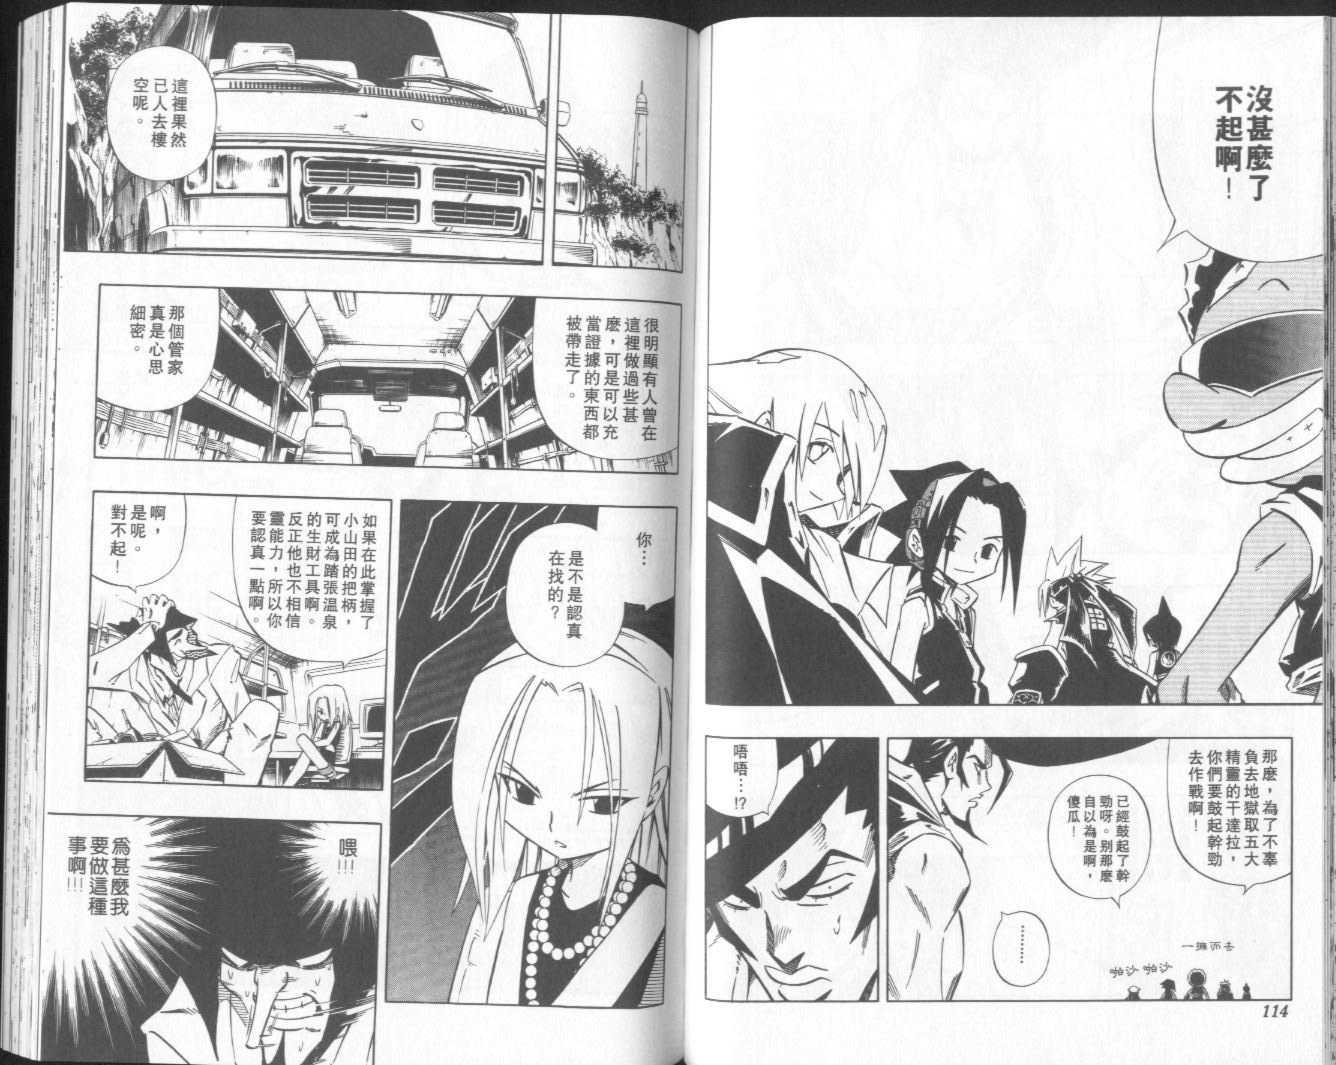 沒甚麼了
不起啊!
那麼，為了不辜
負去地獄取五大
精靈的干達拉，
你們要鼓起幹勁
去作戰啊!
已經鼓起了幹
勁呀。別那麼
自以為是啊，
傻瓜!
………
一擁而去
啪沙 啪沙
唔唔…!?
114
這裡果然
已人去樓
空呢。
很明顯有人曾在
這裡做過些甚
麼，可是可以充
當證據的東西都
被帶走了。
那個管家
真是心思
細密。
你…
是不是認真
在找的?
如果在此掌握了
小山田的把柄，
可成為踏張溫泉
的生財工具啊。
反正他也不相信
靈能力，所以你
要認真一點啊。
啊，
是呢。
對不起!
喂!!!
為甚麼我
要做這種
事啊!!!